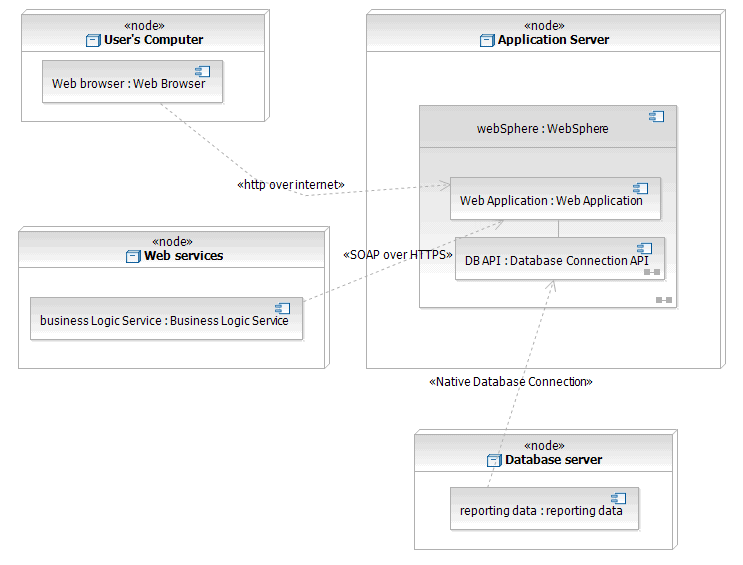 «node»
User's Computer
Web browser : Web Browser
«node»
Application Server
webSphere : WebSphere
«http over internet»
Web Application : Web Application
«node»
Web services
«SOAP over HTTPS»
DB API : Database Connection API
business Logic Service : Business Logic Service
«Native Database Connection»
«node»
Database server
reporting data : reporting data